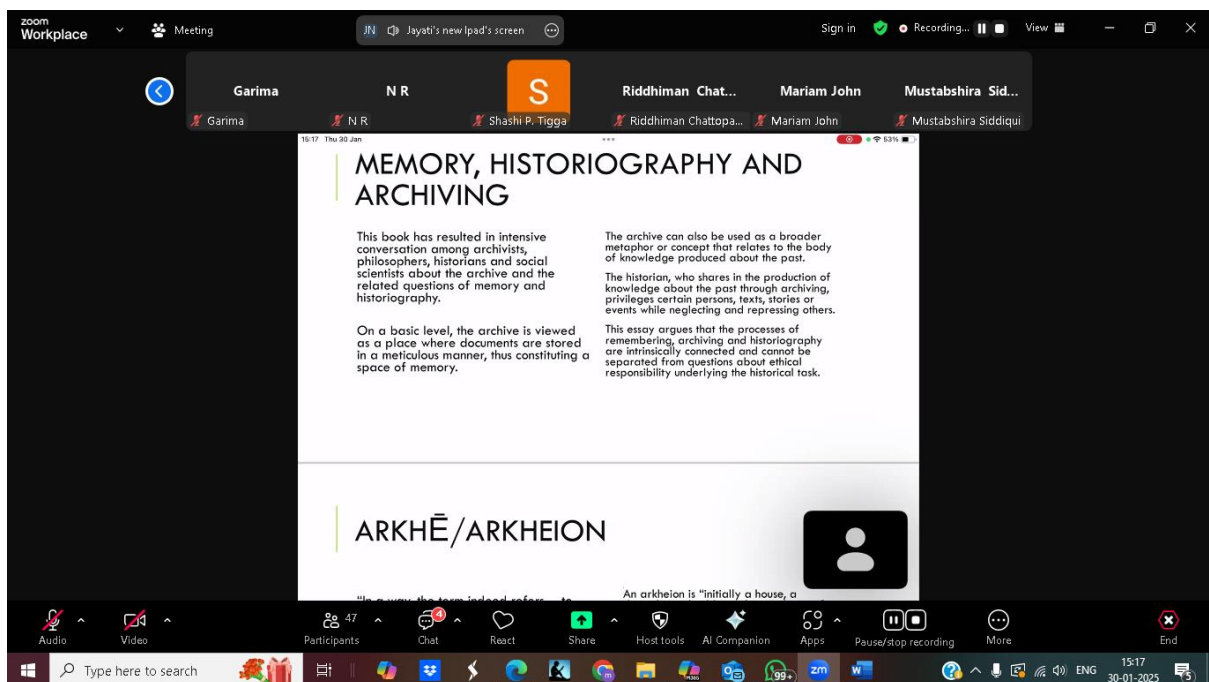 zoom
Workplace
Meeting
JN
Jayati's new Ipad's screen
Sign in
Recording...
View
Garima
N R
S
Riddhiman Chat...
Mariam John
Mustabshira Sid...
Garima
N R
Shashi P. Tigga
Riddhiman Chattopa...
Mariam John
Mustabshira Siddiqui
15:17 Thu 30 Jan
53%
MEMORY, HISTORIOGRAPHY AND
ARCHIVING
This book has resulted in intensive
conversation among archivists,
philosophers, historians and social
scientists about the archive and the
related questions of memory and
historiography.
On a basic level, the archive is viewed
as a place where documents are stored
in a meticulous manner, thus constituting a
space of memory.
The archive can also be used as a broader
metaphor or concept that relates to the body
of knowledge produced about the past.
The historian, who shares in the production of
knowledge about the past through archiving,
privileges certain persons, texts, stories or
events while neglecting and repressing others.
This essay argues that the processes of
remembering, archiving and historiography
are intrinsically connected and cannot be
separated from questions about ethical
responsibility underlying the historical task.
ARKHĒ/ARKHEION
"In a way, the term indeed refers... to
An arkheion is "initially a house, a
Audio
Video
47
Participants
4
Chat
React
Share
Host tools
AI Companion
Apps
Pause/stop recording
More
End
Type here to search
99+
zm
ENG
15:17
30-01-2025
5